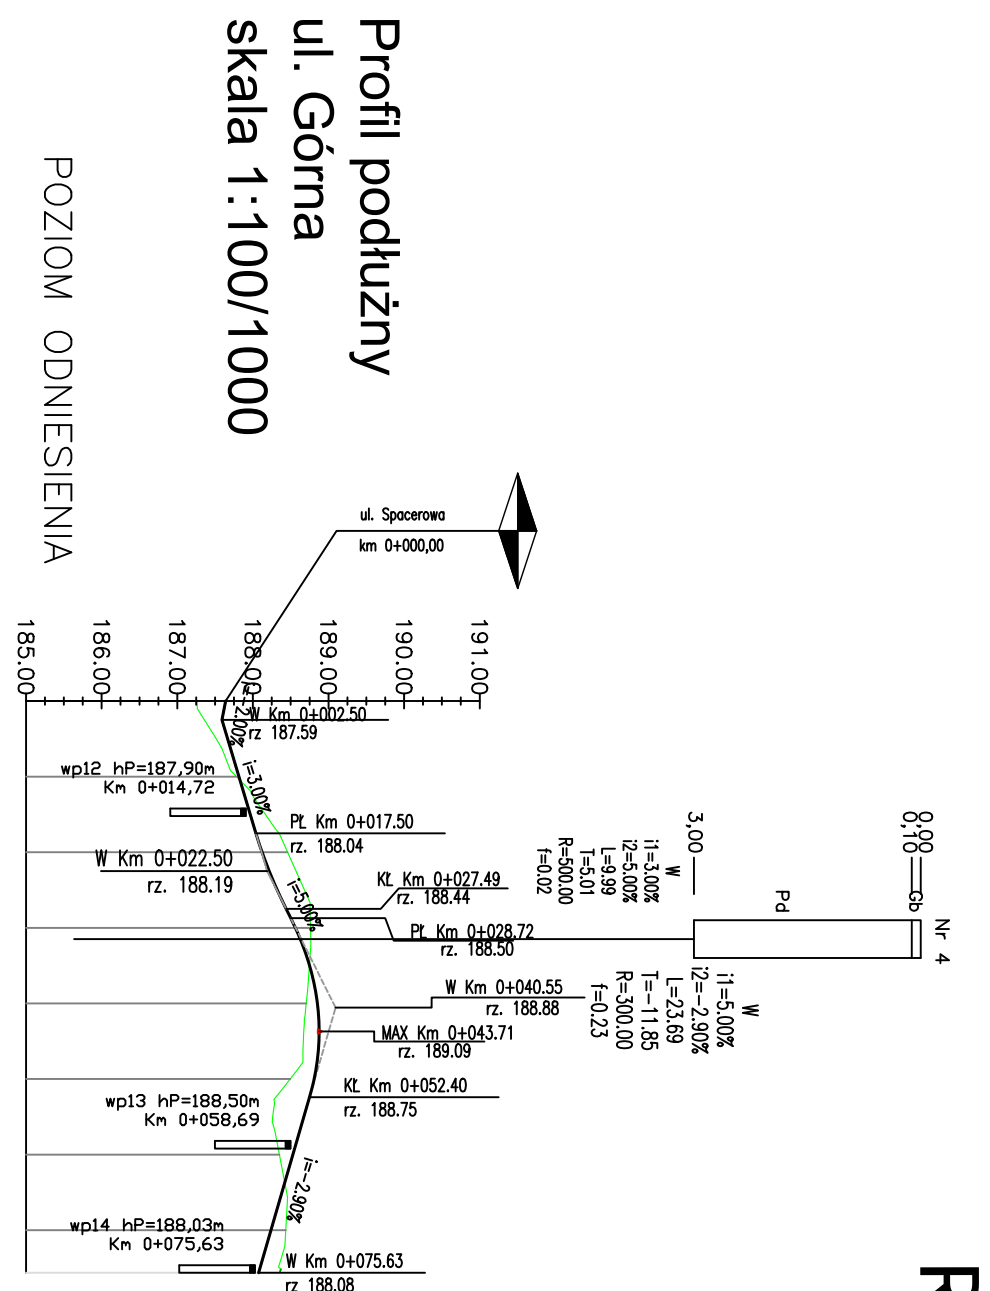 Profil podłużny
ul. Górna
skala 1:100/1000
POZIOM ODNIESIENIA
ul. Spacerowa
km 0+000,00
191.00
190.00
189.00
188.00
187.00
186.00
185.00
W Km 0+002.50
rz 187.59
i=-2.00%
i=3.00%
wp12 hP=187,90m
Km 0+014,72
PŁ Km 0+017.50
rz. 188.04
W Km 0+022.50
rz. 188.19
KŁ Km 0+027.49
rz. 188.44
i=5.00%
PŁ Km 0+028.72
rz. 188.50
W
i1=3.00%
i2=5.00%
L=9.99
T=5.01
R=500.00
f=0.02
0,00
0,10
3,00
Gb
Pd
Nr 4
W
i1=5.00%
i2=-2.90%
L=23.69
T=-11.85
R=300.00
f=0.23
W Km 0+040.55
rz. 188.88
MAX Km 0+043.71
rz. 189.09
KŁ Km 0+052.40
rz. 188.75
wp13 hP=188,50m
Km 0+058,69
i=-2.90%
wp14 hP=188,03m
Km 0+075,63
W Km 0+075.63
rz 188.08
R